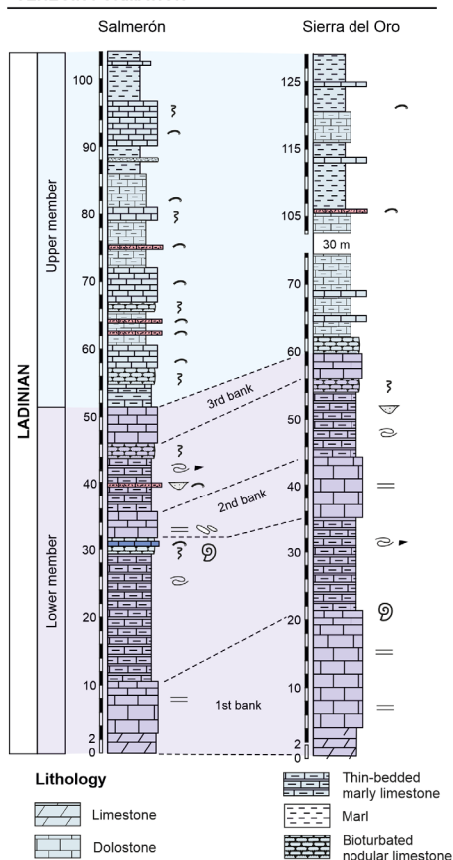 Salmerón
Sierra del Oro
LADINIAN
Upper member
Lower member
100
90
80
70
60
50
40
30
20
10
2
0
125
115
105
30 m
70
60
50
40
30
20
10
2
0
3rd bank
2nd bank
1st bank
Lithology
Limestone
Dolostone
Thin-bedded
marly limestone
Marl
Bioturbated
nodular limestone